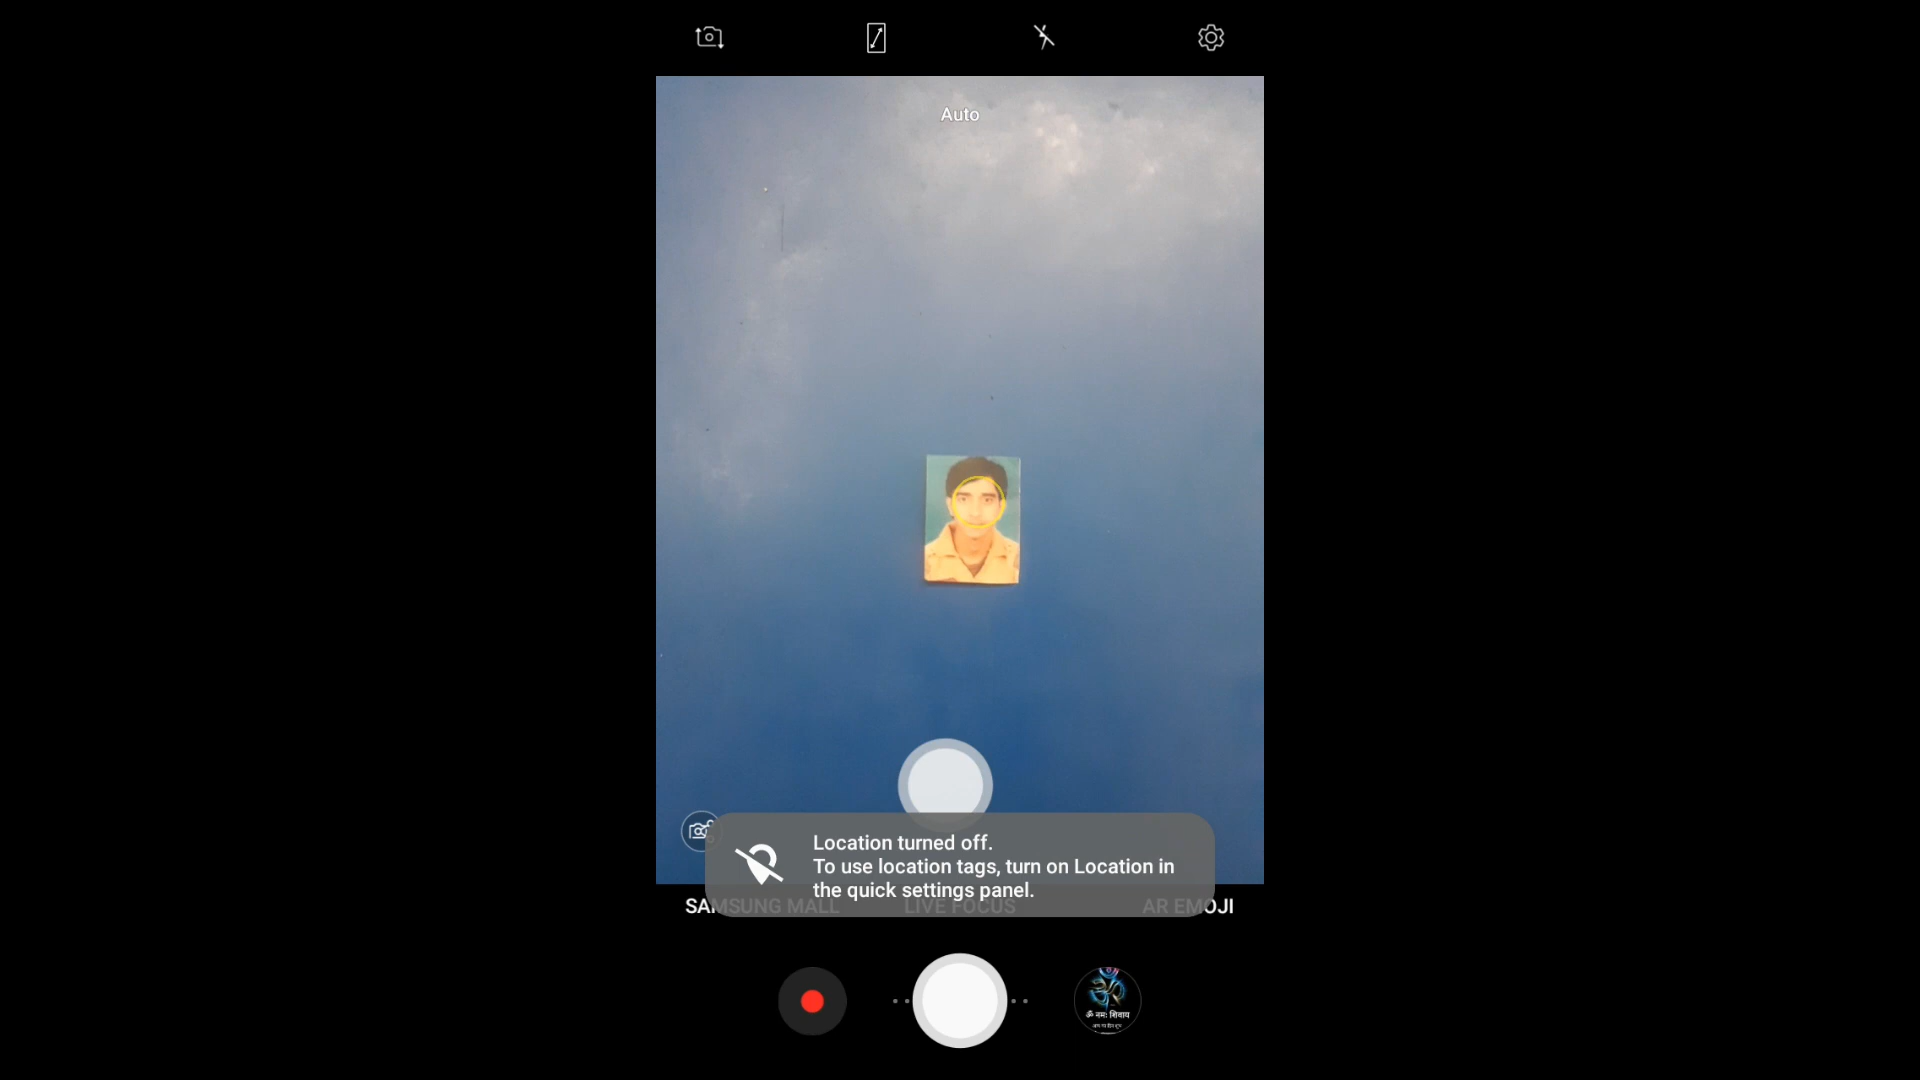 Auto
Location turned off.
To use location tags, turn on Location in
the quick settings panel.
SAMSUNG MALL
LIVE FOCUS
AR EMOJI
ॐ नमः शिवाय